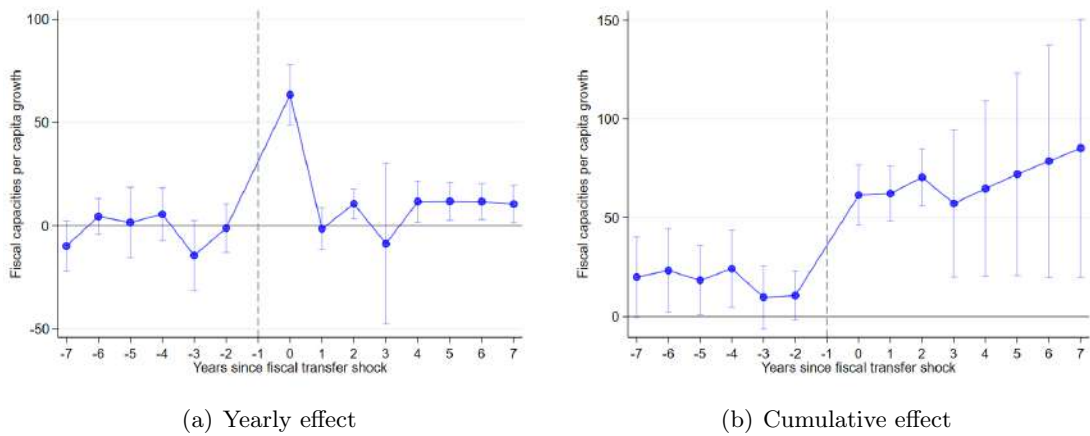 Fiscal capacities per capita growth
100
50
0
-50
-7 -6 -5 -4 -3 -2 -1 0 1 2 3 4 5 6 7
Years since fiscal transfer shock
(a) Yearly effect
Fiscal capacities per capita growth
150
100
50
0
-7 -6 -5 -4 -3 -2 -1 0 1 2 3 4 5 6 7
Years since fiscal transfer shock
(b) Cumulative effect